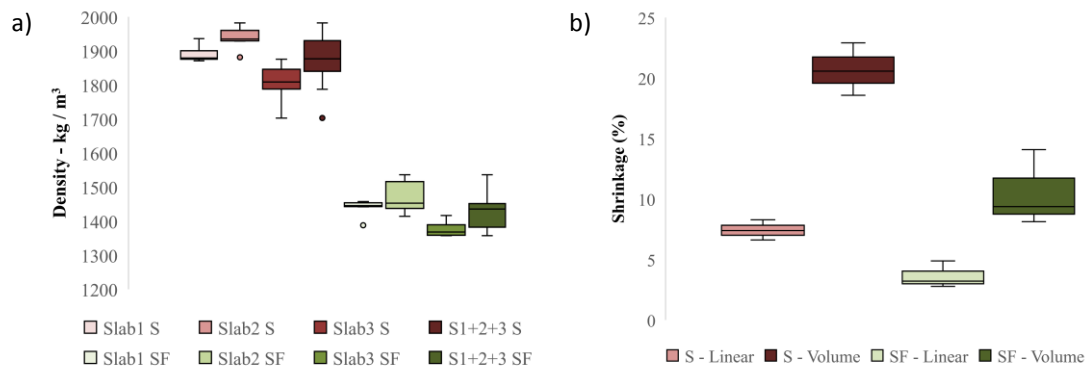 a)
Density - kg / m³
2000
1900
1800
1700
1600
1500
1400
1300
1200
Slab1 S
Slab2 S
Slab3 S
S1+2+3 S
Slab1 SF
Slab2 SF
Slab3 SF
S1+2+3 SF
b)
Shrinkage (%)
25
20
15
10
5
0
S - Linear
S - Volume
SF - Linear
SF - Volume